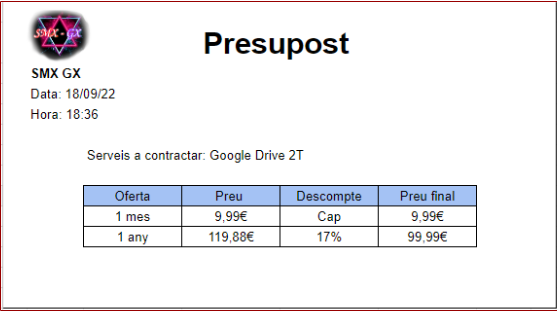 SMX - GX
Presupost
SMX GX
Data: 18/09/22
Hora: 18:36
Serveis a contractar: Google Drive 2T
Oferta Preu Descompte Preu final
1 mes 9,99€ Cap 9,99€
1 any 119,88€ 17% 99,99€